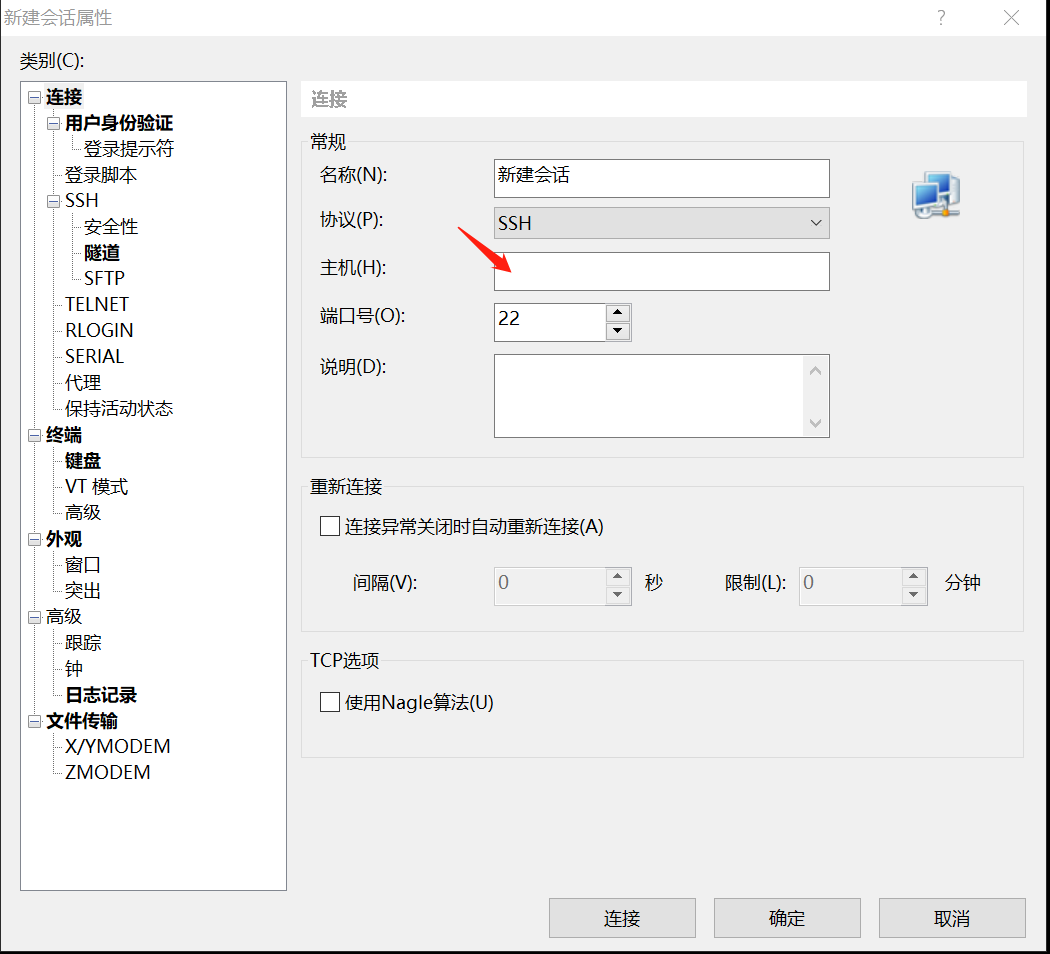 新建会话属性
类别(C):
连接
用户身份验证
登录提示符
登录脚本
SSH
安全性
隧道
SFTP
TELNET
RLOGIN
SERIAL
代理
保持活动状态
终端
键盘
VT 模式
高级
外观
窗口
突出
高级
跟踪
钟
日志记录
文件传输
X/YMODEM
ZMODEM
连接
常规
名称(N): 新建会话
协议(P): SSH
主机(H):
端口号(O): 22
说明(D):
重新连接
连接异常关闭时自动重新连接(A)
间隔(V): 0 秒 限制(L): 0 分钟
TCP选项
使用Nagle算法(U)
连接 确定 取消